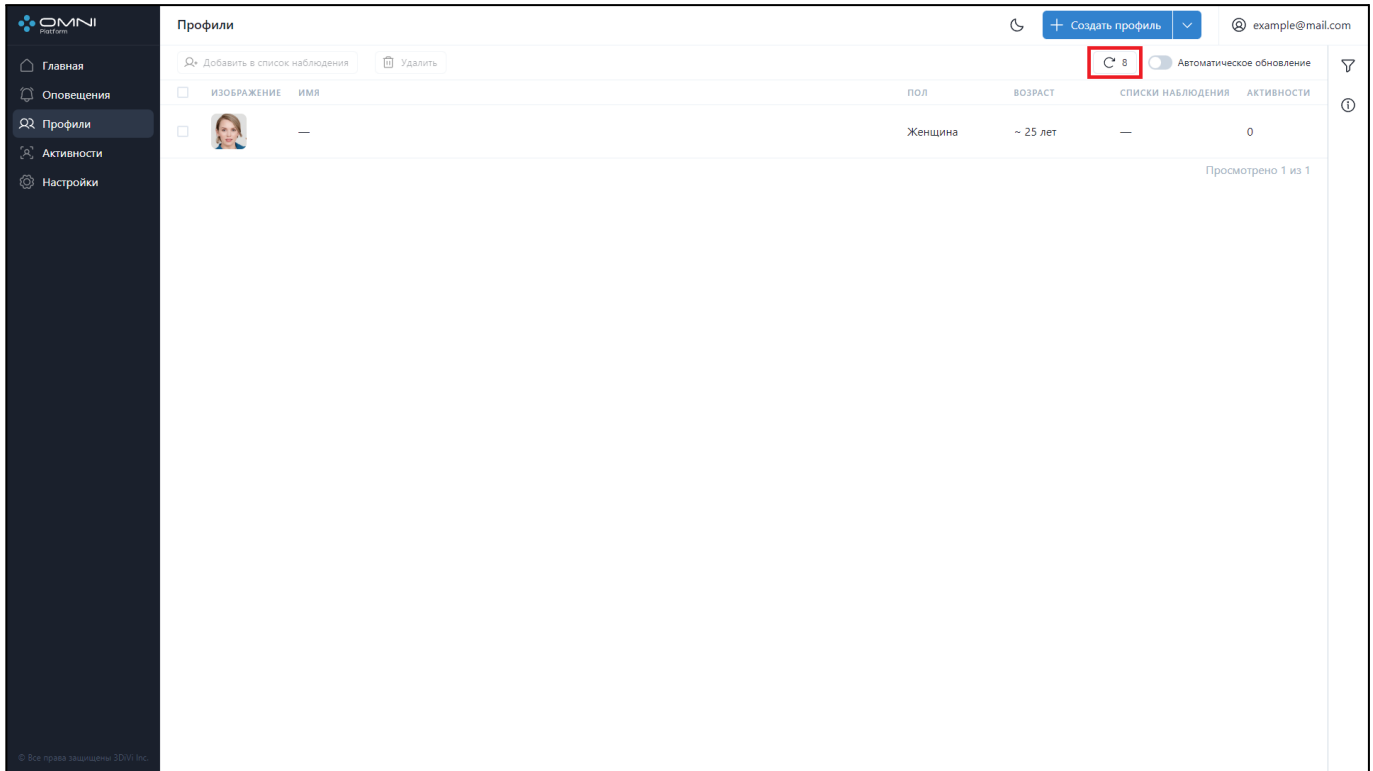 OMNI
Platform
Профили
Создать профиль
example@mail.com
Главная
Оповещения
Профили
Активности
Настройки
Добавить в список наблюдения
Удалить
8
Автоматическое обновление
ИЗОБРАЖЕНИЕ ИМЯ ПОЛ ВОЗРАСТ СПИСКИ НАБЛЮДЕНИЯ АКТИВНОСТИ
— Женщина ~ 25 лет — 0
Просмотрено 1 из 1
© Все права защищены 3DiVi Inc.